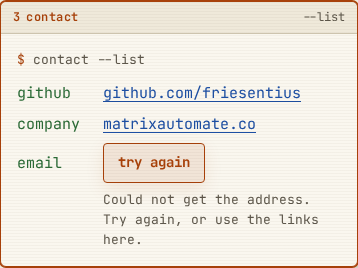 3 contact --list
$ contact --list
github github.com/friesentius
company matrixautomate.co
email try again
Could not get the address.
Try again, or use the links
here.